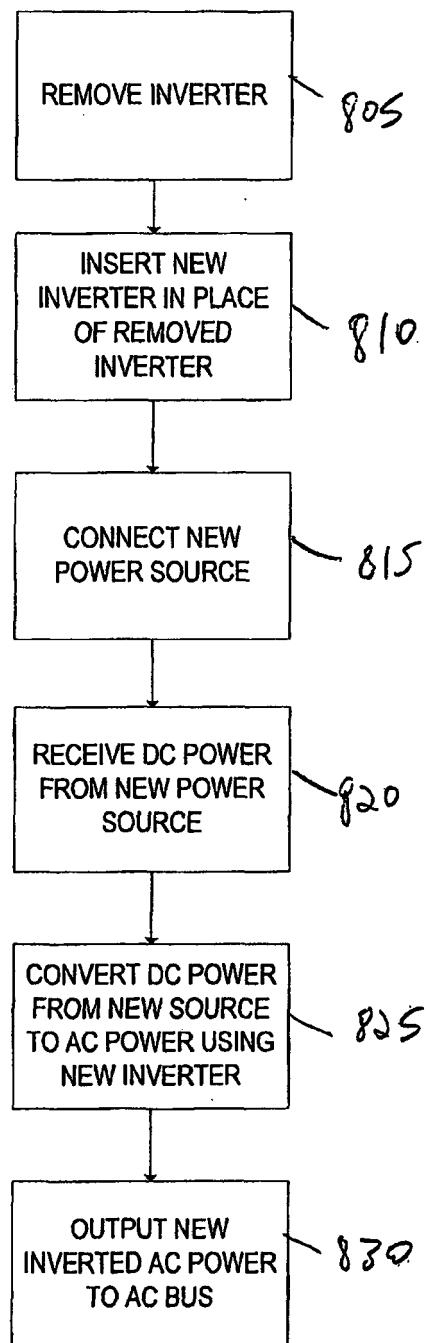 REMOVE INVERTER
805
INSERT NEW
INVERTER IN PLACE
OF REMOVED
INVERTER
810
CONNECT NEW
POWER SOURCE
815
RECEIVE DC POWER
FROM NEW POWER
SOURCE
820
CONVERT DC POWER
FROM NEW SOURCE
TO AC POWER USING
NEW INVERTER
825
OUTPUT NEW
INVERTED AC POWER
TO AC BUS
830